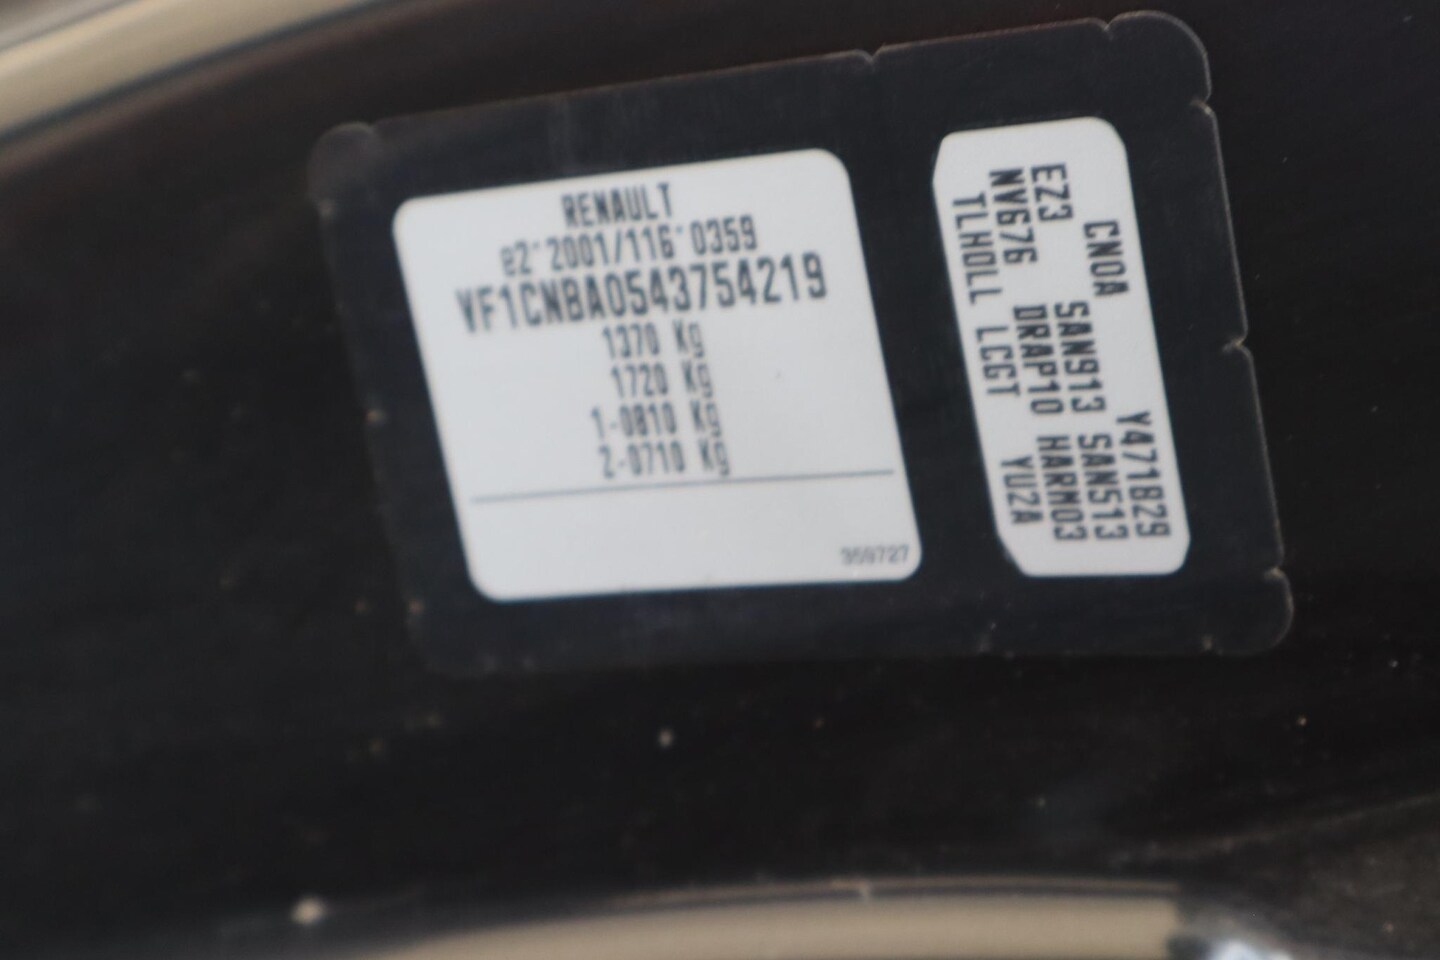 RENAULT
e2*2001/116*0359
VF1CNBA0543754219
1370 Kg
1720 Kg
1-0810 Kg
2-0710 Kg
359727
CNOA Y471829
EZ3 SAN913 SAN513
NV676 DRAP10 HARN03
TLHOLL LCGT YU2A